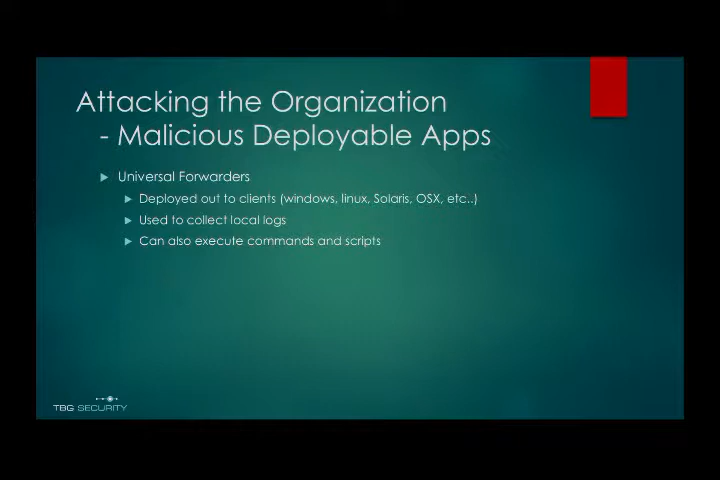 Attacking the Organization
- Malicious Deployable Apps
Universal Forwarders
Deployed out to clients (windows, linux, Solaris, OSX, etc..)
Used to collect local logs
Can also execute commands and scripts
TBG SECURITY